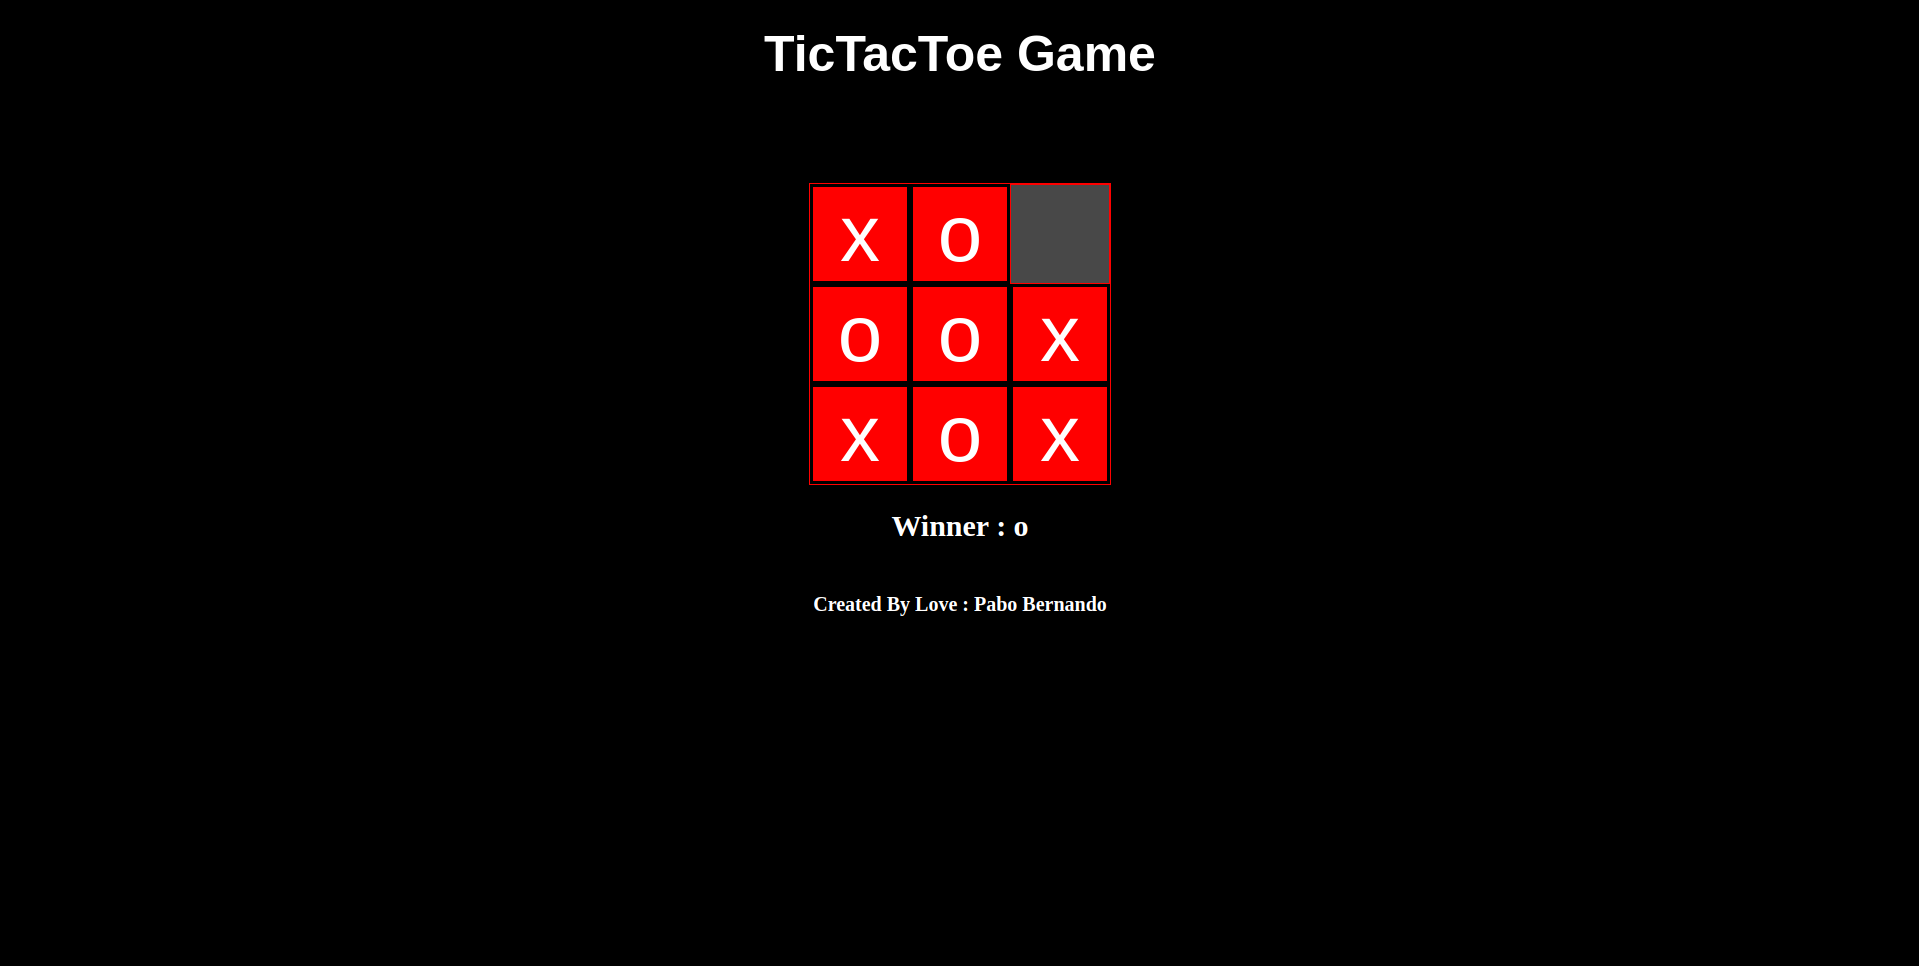 TicTacToe Game
x o
o o x
x o x
Winner : o
Created By Love : Pabo Bernando